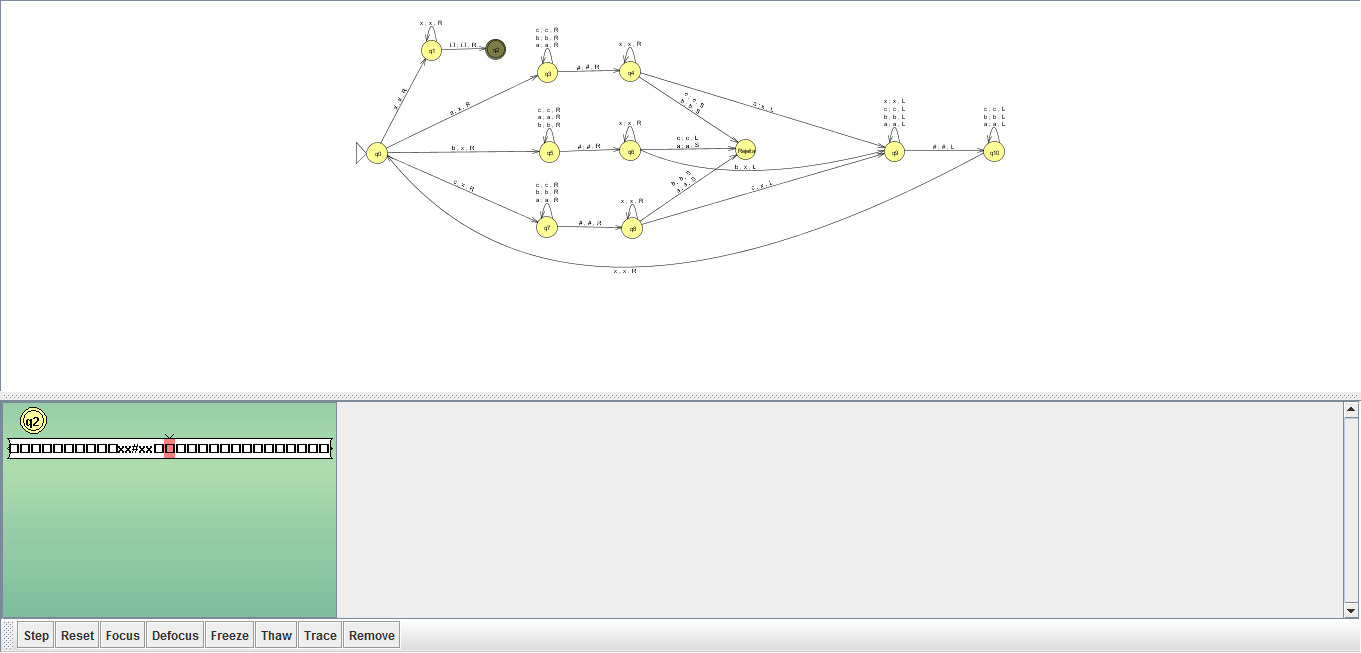 x ; x , R
q1
□ ; □ , R
q2
c ; c , R
b ; b , R
a ; a , R
q3
#; #, R
x ; x , R
q4
c ; c , R
a ; a , R
b ; b , R
q5
#; #, R
x ; x , R
q6
c ; c , L
a ; a , S
b , x , L
Rejeita
c ; c , R
b ; b , R
a ; a , R
q7
#, #, R
x ; x , R
q8
q0
a ; x , R
b , x , R
c , x , R
c , x , L
b , b , S
c , x , L
x ; x , L
c ; c , L
b ; b , L
a ; a , L
q9
#; #, L
c ; c , L
b ; b , L
a ; a , L
q10
x ; x , R
q2
□□□□□□□□□□xx#xx□□□□□□□□□□□□□□□□
Step Reset Focus Defocus Freeze Thaw Trace Remove